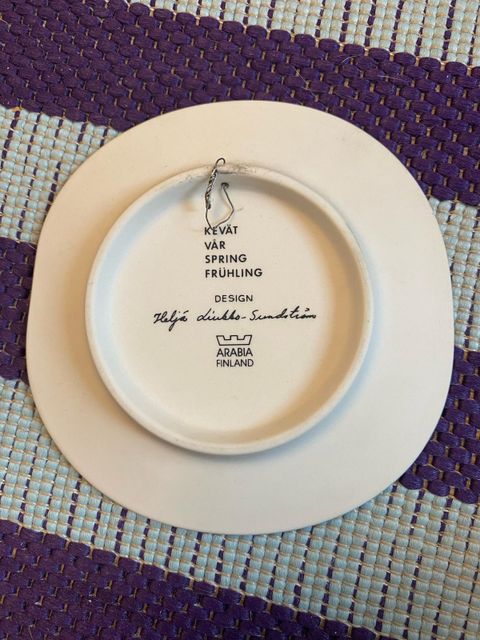 KEVÄT
VÅR
SPRING
FRÜHLING
DESIGN
Heljä Liukko-Sundström
ARABIA
FINLAND